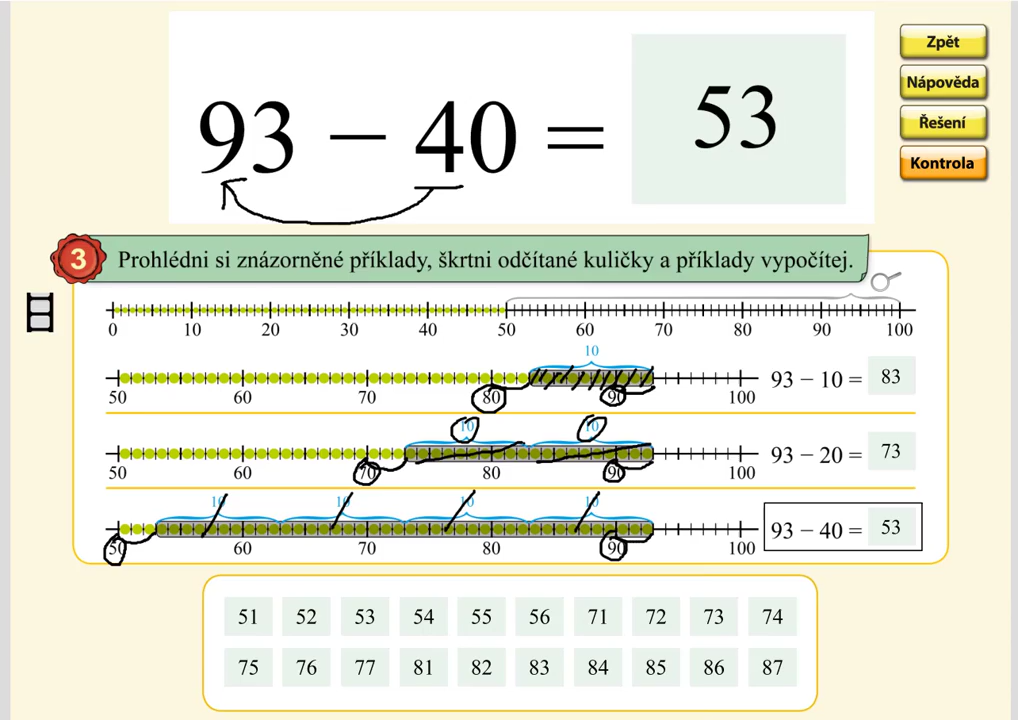 93 − 40 = 53
Zpět
Nápověda
Řešení
Kontrola
3 Prohlédni si znázorněné příklady, škrtni odčítané kuličky a příklady vypočítej.
0 10 20 30 40 50 60 70 80 90 100
10
50 60 70 80 90 100 93 − 10 = 83
10 10
50 60 70 80 90 100 93 − 20 = 73
10 10 10 10
50 60 70 80 90 100 93 − 40 = 53
51 52 53 54 55 56 71 72 73 74
75 76 77 81 82 83 84 85 86 87